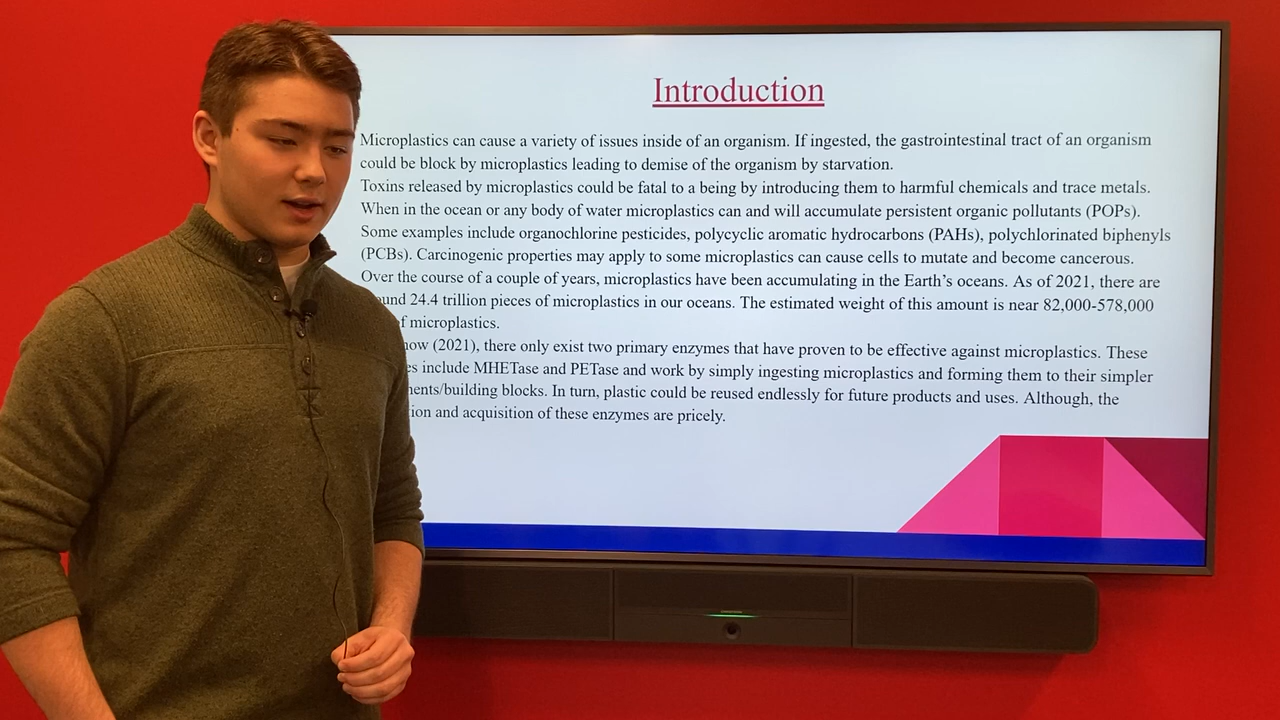 Introduction
Microplastics can cause a variety of issues inside of an organism. If ingested, the gastrointestinal tract of an organism
could be block by microplastics leading to demise of the organism by starvation.
Toxins released by microplastics could be fatal to a being by introducing them to harmful chemicals and trace metals.
When in the ocean or any body of water microplastics can and will accumulate persistent organic pollutants (POPs).
Some examples include organochlorine pesticides, polycyclic aromatic hydrocarbons (PAHs), polychlorinated biphenyls
(PCBs). Carcinogenic properties may apply to some microplastics can cause cells to mutate and become cancerous.
Over the course of a couple of years, microplastics have been accumulating in the Earth's oceans. As of 2021, there are
24.4 trillion pieces of microplastics in our oceans. The estimated weight of this amount is near 82,000-578,000
microplastics.
(2021), there only exist two primary enzymes that have proven to be effective against microplastics. These
include MHETase and PETase and work by simply ingesting microplastics and forming them to their simpler
blocks. In turn, plastic could be reused endlessly for future products and uses. Although, the
and acquisition of these enzymes are pricely.